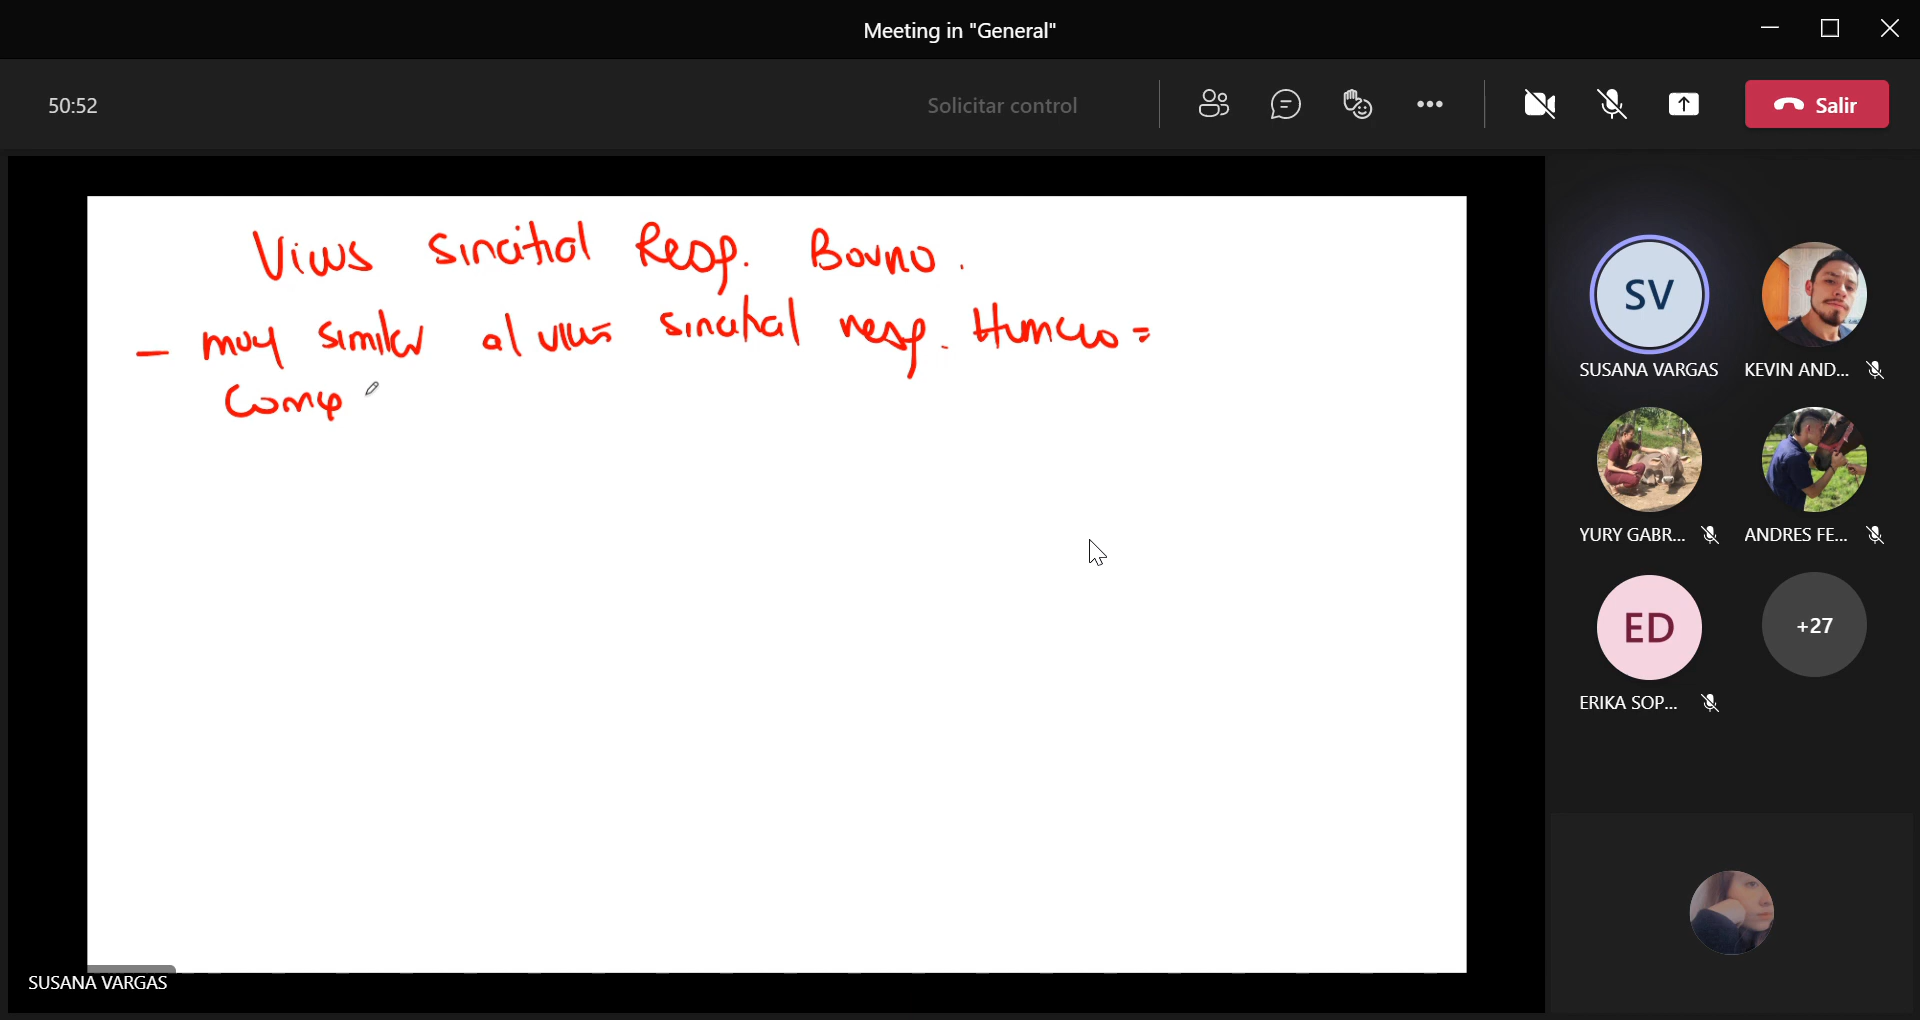 Meeting in "General"
50:52
Solicitar control
Salir
Virus Sincitial Resp. Bovino.
- muy similar al virus sincitial resp. Humano =
Comp
SV
SUSANA VARGAS
KEVIN AND...
YURY GABR...
ANDRES FE...
ED
+27
ERIKA SOP...
SUSANA VARGAS